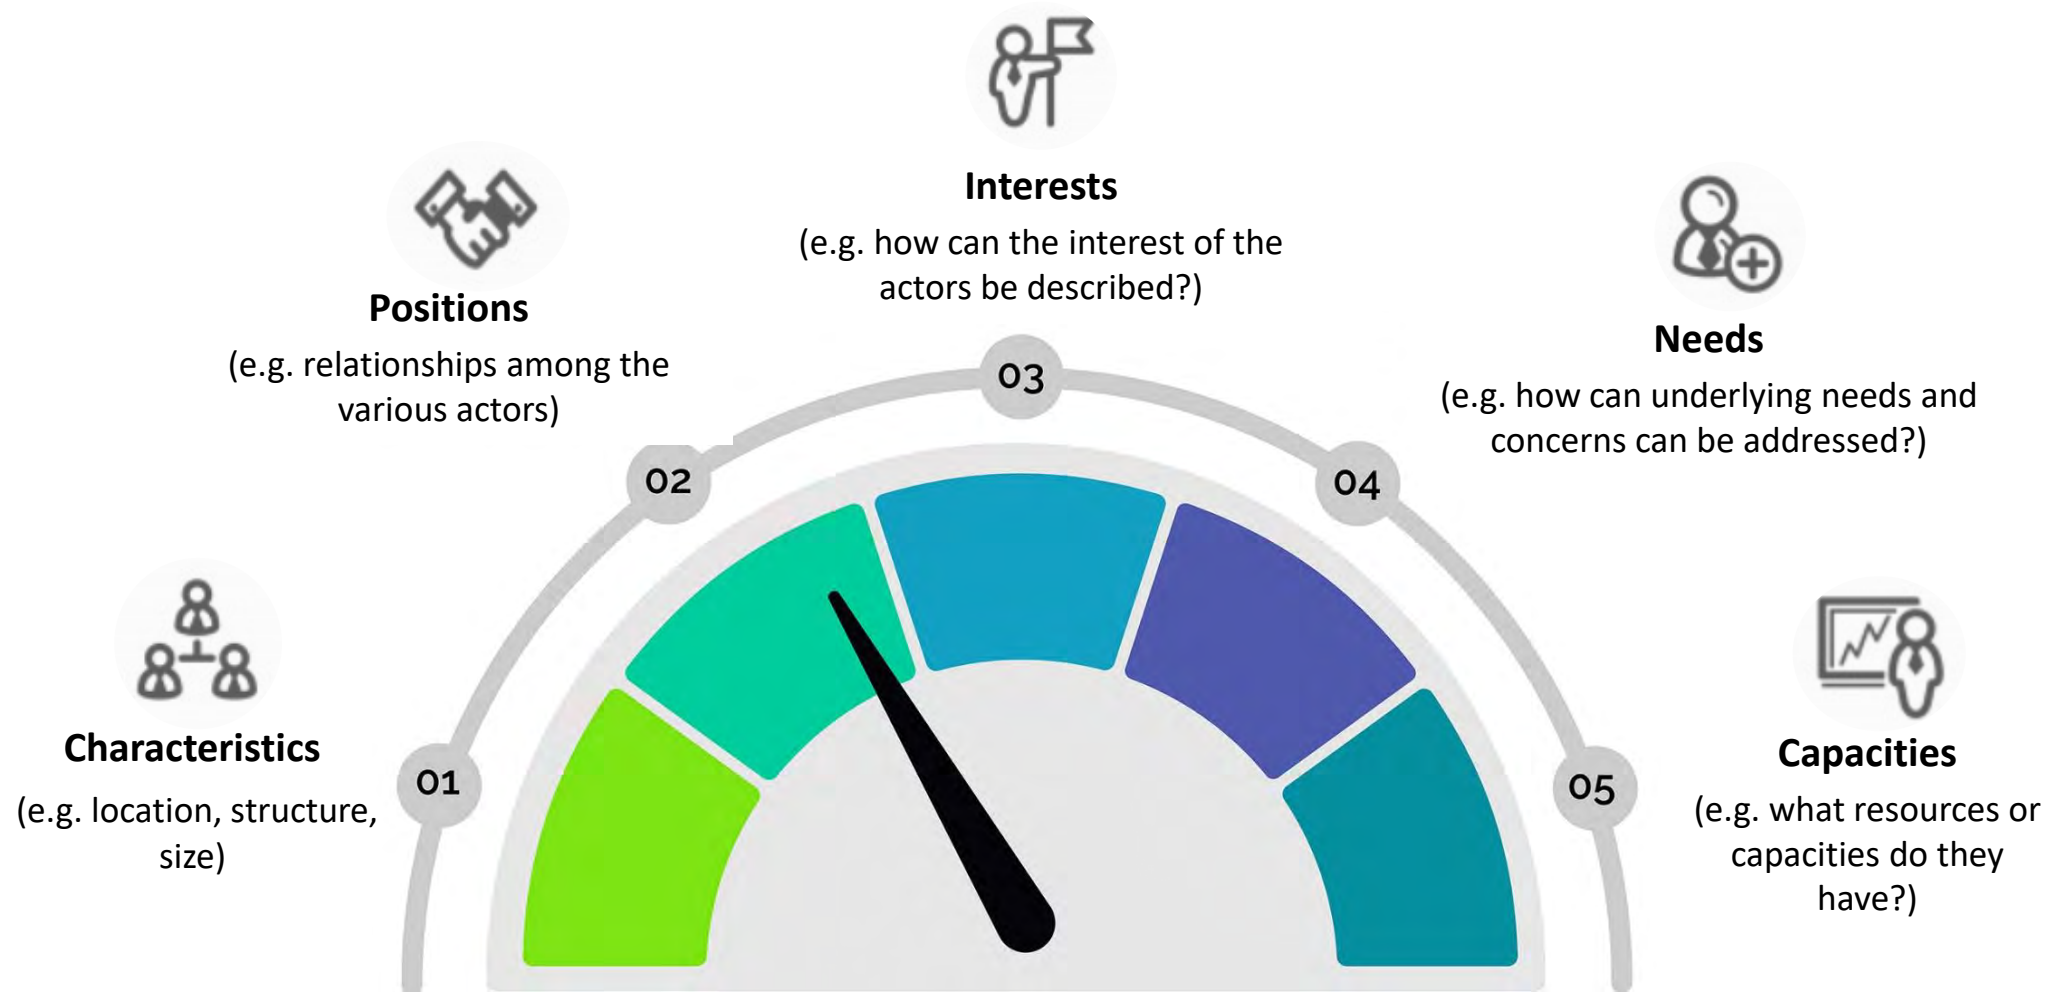 01
Characteristics
(e.g. location, structure,
size)
02
Positions
(e.g. relationships among the
various actors)
03
Interests
(e.g. how can the interest of the
actors be described?)
04
Needs
(e.g. how can underlying needs and
concerns can be addressed?)
05
Capacities
(e.g. what resources or
capacities do they
have?)